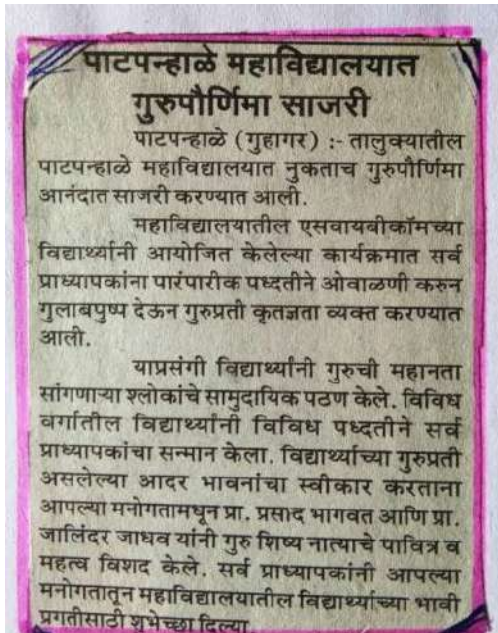 पाटपन्हाळे महाविद्यालयात
गुरुपौर्णिमा साजरी
पाटपन्हाळे (गुहागर) :- तालुक्यातील
पाटपन्हाळे महाविद्यालयात नुकताच गुरुपौर्णिमा
आनंदात साजरी करण्यात आली.
महाविद्यालयातील एसवायबीकॉमच्या
विद्यार्थ्यांनी आयोजित केलेल्या कार्यक्रमात सर्व
प्राध्यापकांना पारंपारीक पध्दतीने ओवाळणी करुन
गुलाबपुष्प देऊन गुरुप्रती कृतज्ञता व्यक्त करण्यात
आली.
याप्रसंगी विद्यार्थ्यांनी गुरुची महानता
सांगणाऱ्या श्लोकांचे सामुदायिक पठण केले. विविध
वर्गातील विद्यार्थ्यांनी विविध पध्दतीने सर्व
प्राध्यापकांचा सन्मान केला. विद्यार्थ्यांच्या गुरुप्रती
असलेल्या आदर भावनांचा स्वीकार करताना
आपल्या मनोगतामधून प्रा. प्रसाद भागवत आणि प्रा.
जालिंदर जाधव यांनी गुरु शिष्य नात्याचे पावित्र व
महत्व विशद केले. सर्व प्राध्यापकांनी आपल्या
मनोगतातून महाविद्यालयातील विद्यार्थ्यांच्या भावी
प्रगतीसाठी शुभेच्छा दिल्या